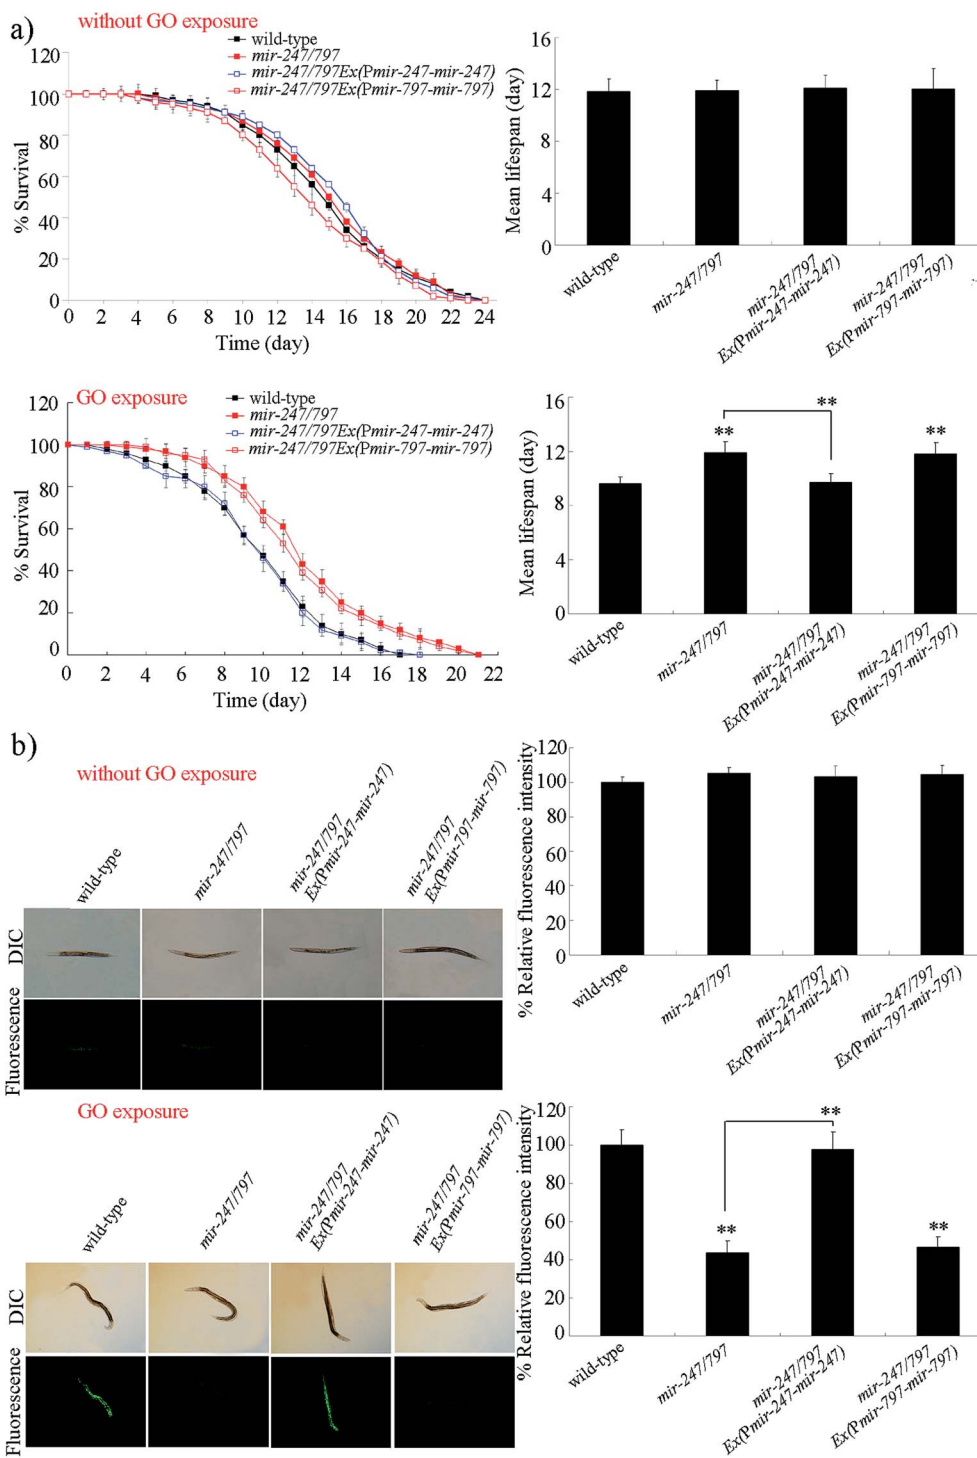 a)
without GO exposure
wild-type
mir-247/797
mir-247/797Ex(Pmir-247-mir-247)
mir-247/797Ex(Pmir-797-mir-797)
120
100
80
60
40
20
0
% Survival
0 2 4 6 8 10 12 14 16 18 20 22 24
Time (day)
16
12
8
4
0
Mean lifespan (day)
wild-type
mir-247/797
mir-247/797
Ex(Pmir-247-mir-247)
mir-247/797
Ex(Pmir-797-mir-797)
GO exposure
wild-type
mir-247/797
mir-247/797Ex(Pmir-247-mir-247)
mir-247/797Ex(Pmir-797-mir-797)
120
100
80
60
40
20
0
% Survival
0 2 4 6 8 10 12 14 16 18 20 22
Time (day)
16
12
8
4
0
Mean lifespan (day)
**
**
**
wild-type
mir-247/797
mir-247/797
Ex(Pmir-247-mir-247)
mir-247/797
Ex(Pmir-797-mir-797)
b)
without GO exposure
wild-type
mir-247/797
mir-247/797
Ex(Pmir-247-mir-247)
mir-247/797
Ex(Pmir-797-mir-797)
DIC
Fluorescence
120
100
80
60
40
20
0
% Relative fluorescence intensity
wild-type
mir-247/797
mir-247/797
Ex(Pmir-247-mir-247)
mir-247/797
Ex(Pmir-797-mir-797)
GO exposure
wild-type
mir-247/797
mir-247/797
Ex(Pmir-247-mir-247)
mir-247/797
Ex(Pmir-797-mir-797)
DIC
Fluorescence
120
100
80
60
40
20
0
% Relative fluorescence intensity
**
**
**
wild-type
mir-247/797
mir-247/797
Ex(Pmir-247-mir-247)
mir-247/797
Ex(Pmir-797-mir-797)